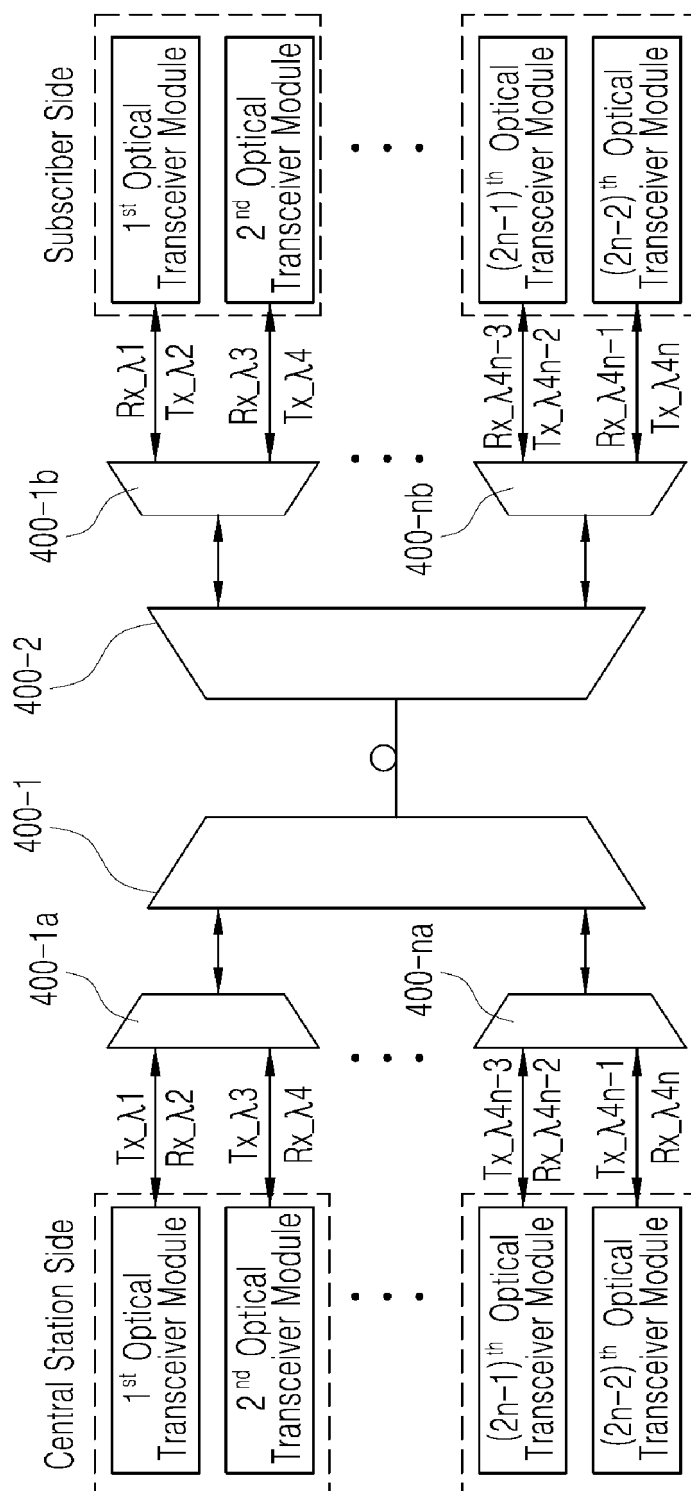 Central Station Side
1st Optical
Transceiver Module
2nd Optical
Transceiver Module
(2n-1)th Optical
Transceiver Module
(2n-2)th Optical
Transceiver Module
Tx_λ1
Rx_λ2
Tx_λ3
Rx_λ4
Tx_λ4n-3
Rx_λ4n-2
Tx_λ4n-1
Rx_λ4n
400-1a
400-na
400-1
400-2
400-1b
400-nb
Rx_λ1
Tx_λ2
Rx_λ3
Tx_λ4
Rx_λ4n-3
Tx_λ4n-2
Rx_λ4n-1
Tx_λ4n
Subscriber Side
1st Optical
Transceiver Module
2nd Optical
Transceiver Module
(2n-1)th Optical
Transceiver Module
(2n-2)th Optical
Transceiver Module